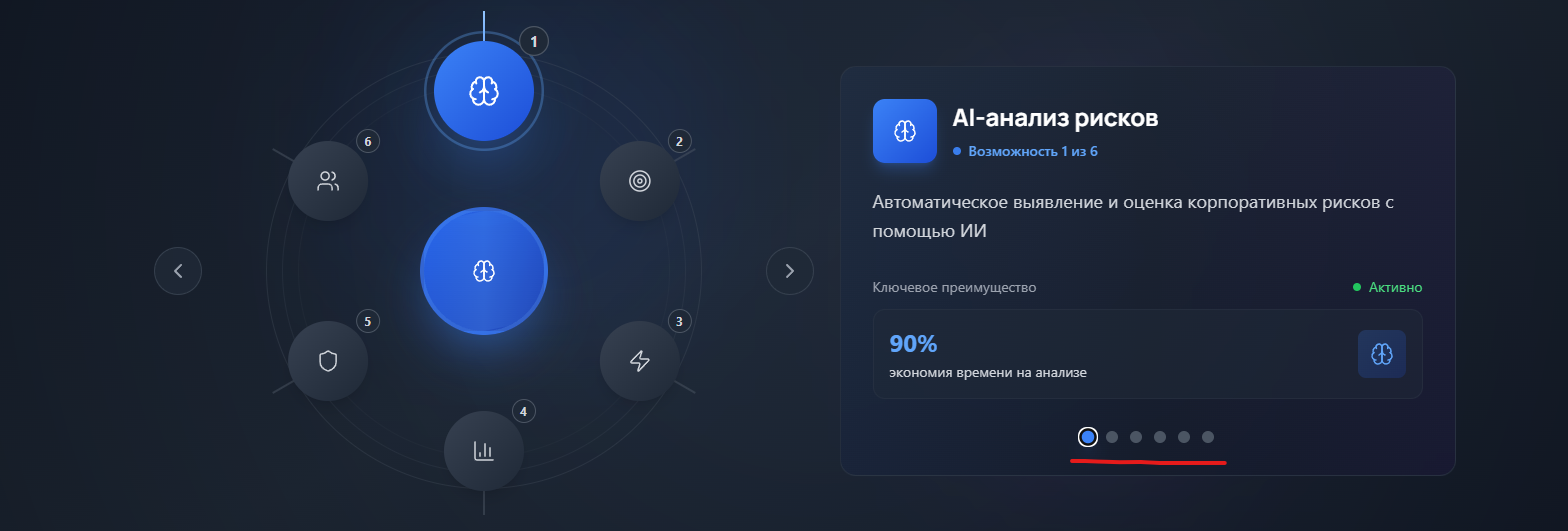 1
6
2
5
3
4
AI-анализ рисков
Возможность 1 из 6
Автоматическое выявление и оценка корпоративных рисков с
помощью ИИ
Ключевое преимущество
Активно
90%
экономия времени на анализе